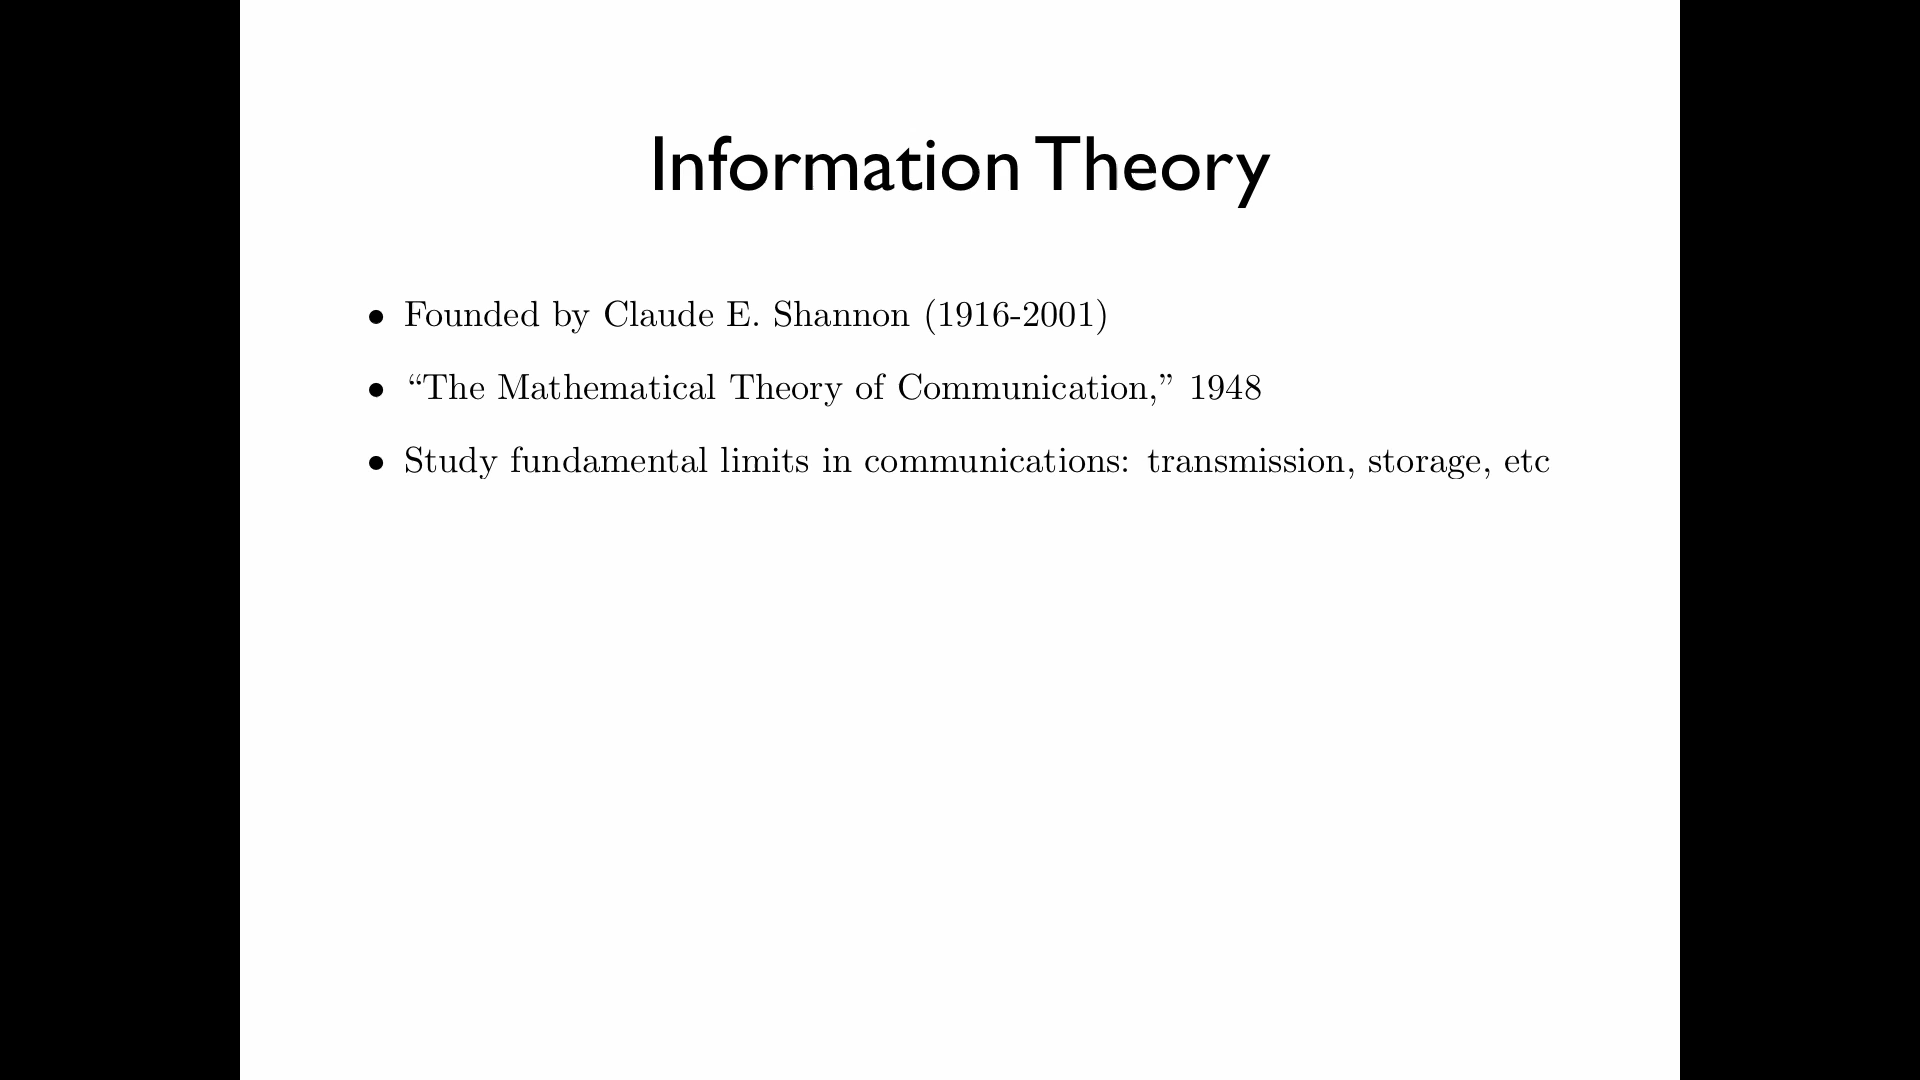 Information Theory
• Founded by Claude E. Shannon (1916-2001)
• “The Mathematical Theory of Communication,” 1948
• Study fundamental limits in communications: transmission, storage, etc